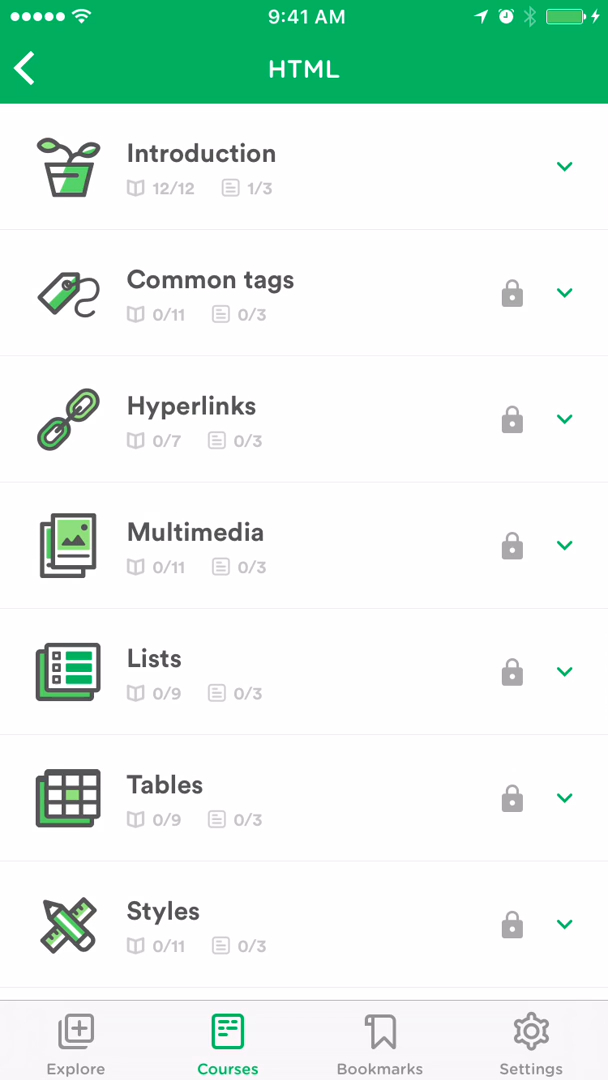 9:41 AM
HTML
Introduction
12/12 1/3
Common tags
0/11 0/3
Hyperlinks
0/7 0/3
Multimedia
0/11 0/3
Lists
0/9 0/3
Tables
0/9 0/3
Styles
0/11 0/3
Explore Courses Bookmarks Settings